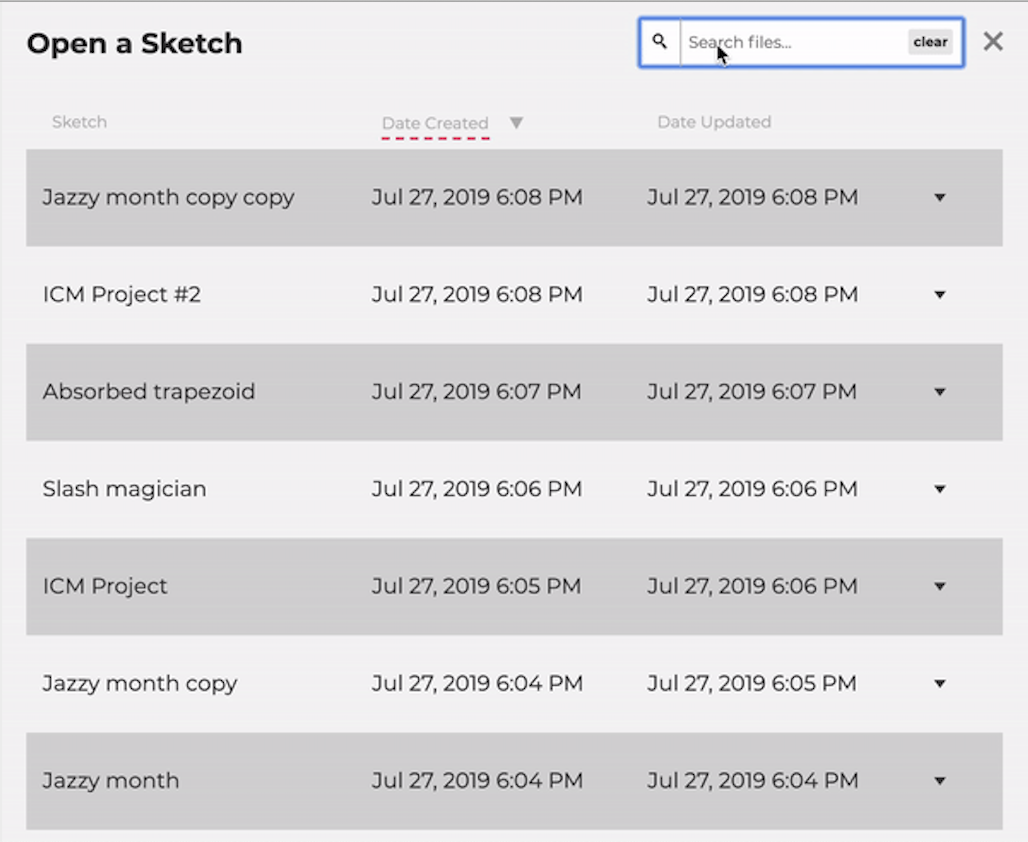 Open a Sketch
Search files...
clear
Sketch Date Created Date Updated
Jazzy month copy copy Jul 27, 2019 6:08 PM Jul 27, 2019 6:08 PM
ICM Project #2 Jul 27, 2019 6:08 PM Jul 27, 2019 6:08 PM
Absorbed trapezoid Jul 27, 2019 6:07 PM Jul 27, 2019 6:07 PM
Slash magician Jul 27, 2019 6:06 PM Jul 27, 2019 6:06 PM
ICM Project Jul 27, 2019 6:05 PM Jul 27, 2019 6:06 PM
Jazzy month copy Jul 27, 2019 6:04 PM Jul 27, 2019 6:05 PM
Jazzy month Jul 27, 2019 6:04 PM Jul 27, 2019 6:04 PM